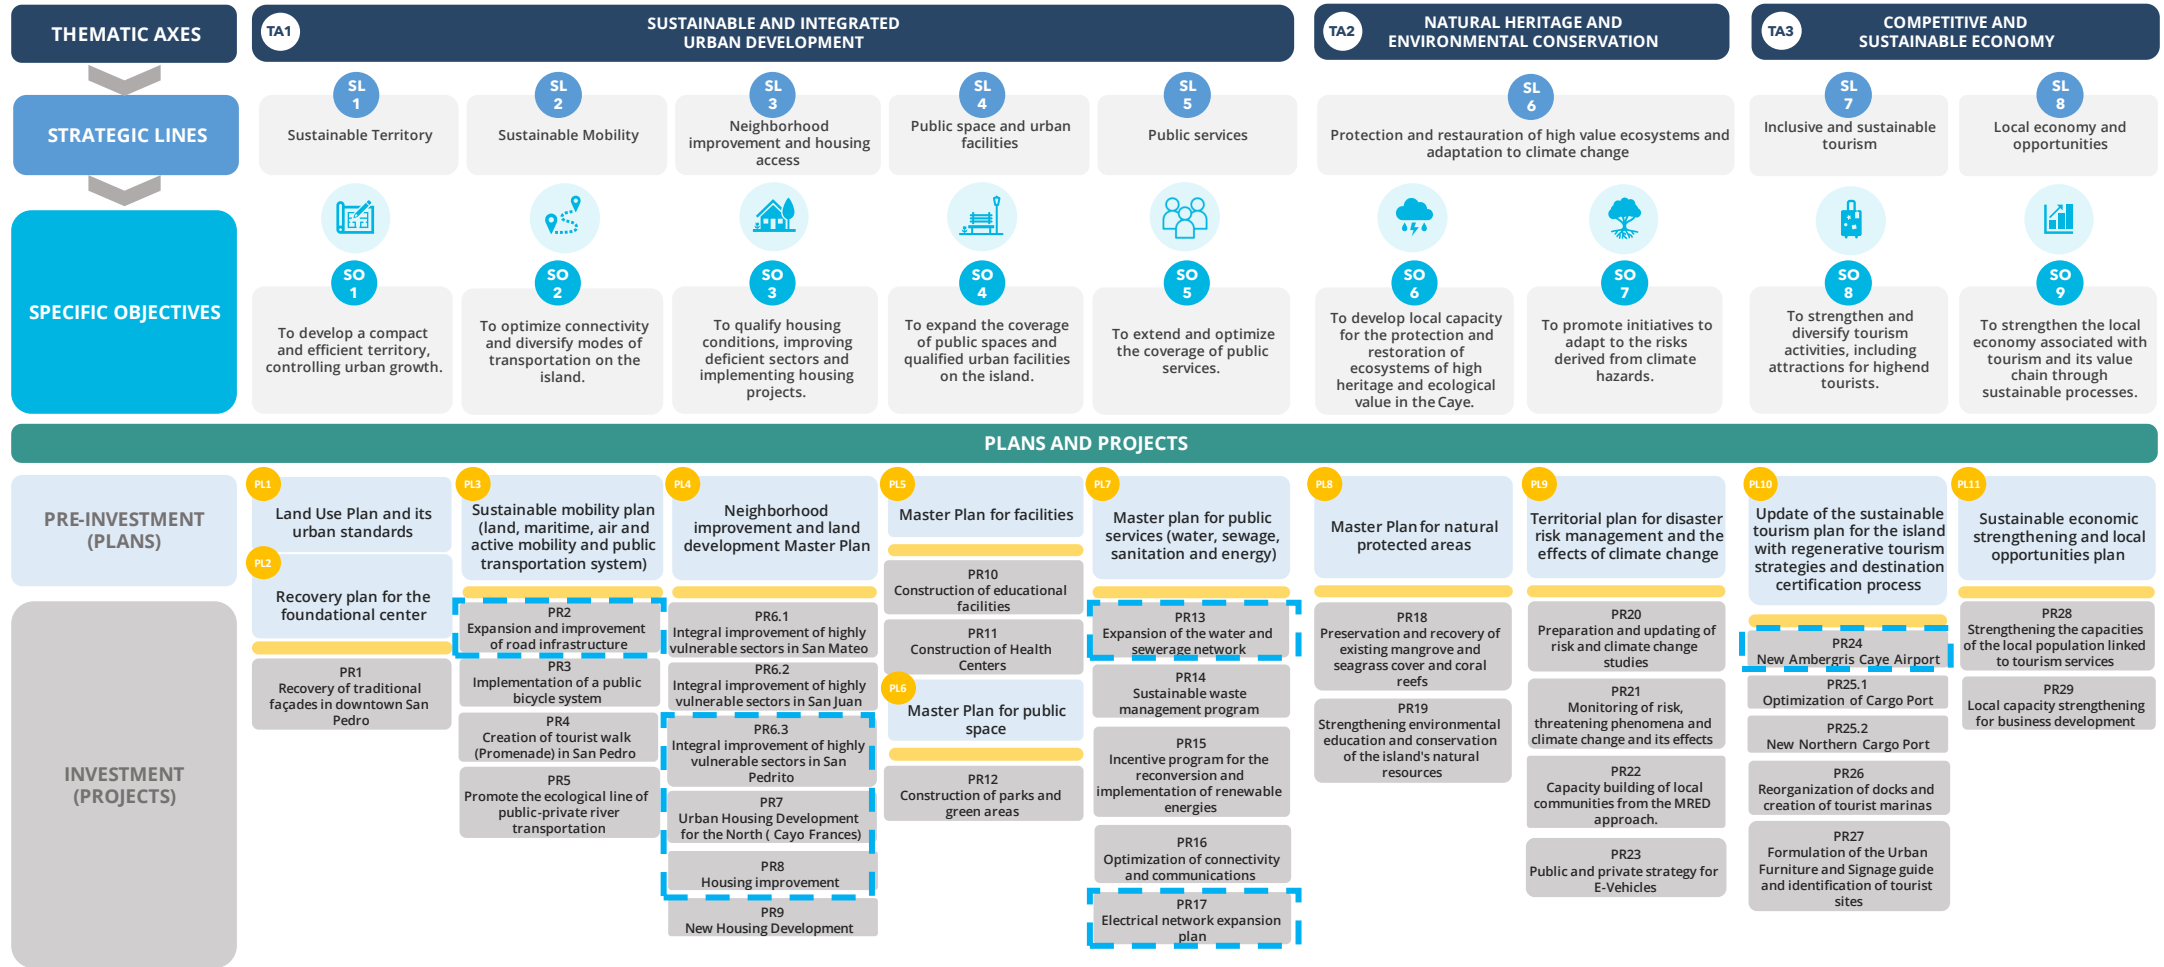 THEMATIC AXES
TA1
SUSTAINABLE AND INTEGRATED
URBAN DEVELOPMENT
TA2
NATURAL HERITAGE AND
ENVIRONMENTAL CONSERVATION
TA3
COMPETITIVE AND
SUSTAINABLE ECONOMY
STRATEGIC LINES
SL
1
Sustainable Territory
SL
2
Sustainable Mobility
SL
3
Neighborhood
improvement and housing
access
SL
4
Public space and urban
facilities
SL
5
Public services
SL
6
Protection and restauration of high value ecosystems and
adaptation to climate change
SL
7
Inclusive and sustainable
tourism
SL
8
Local economy and
opportunities
SPECIFIC OBJECTIVES
SO
1
To develop a compact
and efficient territory,
controlling urban growth.
SO
2
To optimize connectivity
and diversify modes of
transportation on the
island.
SO
3
To qualify housing
conditions, improving
deficient sectors and
implementing housing
projects.
SO
4
To expand the coverage
of public spaces and
qualified urban facilities
on the island.
SO
5
To extend and optimize
the coverage of public
services.
SO
6
To develop local capacity
for the protection and
restoration of
ecosystems of high
heritage and ecological
value in the Caye.
SO
7
To promote initiatives to
adapt to the risks
derived from climate
hazards.
SO
8
To strengthen and
diversify tourism
activities, including
attractions for high-end
tourists.
SO
9
To strengthen the local
economy associated with
tourism and its value
chain through
sustainable processes.
PLANS AND PROJECTS
PRE-INVESTMENT
(PLANS)
INVESTMENT
(PROJECTS)
PL1
Land Use Plan and its
urban standards
PL2
Recovery plan for the
foundational center
PR1
Recovery of traditional
façades in downtown San
Pedro
PL3
Sustainable mobility plan
(land, maritime, air and
active mobility and public
transportation system)
PR2
Expansion and improvement
of road infrastructure
PR3
Implementation of a public
bicycle system
PR4
Creation of tourist walk
(Promenade) in San Pedro
PR5
Promote the ecological line of
public-private river
transportation
PL4
Neighborhood
improvement and land
development Master Plan
PR6.1
Integral improvement of highly
vulnerable sectors in San Mateo
PR6.2
Integral improvement of highly
vulnerable sectors in San Juan
PR6.3
Integral improvement of highly
vulnerable sectors in San
Pedrito
PR7
Urban Housing Development
for the North ( Cayo Frances)
PR8
Housing improvement
PR9
New Housing Development
PL5
Master Plan for facilities
PR10
Construction of educational
facilities
PR11
Construction of Health
Centers
PL6
Master Plan for public
space
PR12
Construction of parks and
green areas
PL7
Master plan for public
services (water, sewage,
sanitation and energy)
PR13
Expansion of the water and
sewerage network
PR14
Sustainable waste
management program
PR15
Incentive program for the
reconversion and
implementation of renewable
energies
PR16
Optimization of connectivity
and communications
PR17
Electrical network expansion
plan
PL8
Master Plan for natural
protected areas
PR18
Preservation and recovery of
existing mangrove and
seagrass cover and coral
reefs
PR19
Strengthening environmental
education and conservation
of the island's natural
resources
PL9
Territorial plan for disaster
risk management and the
effects of climate change
PR20
Preparation and updating of
risk and climate change
studies
PR21
Monitoring of risk,
threatening phenomena and
climate change and its effects
PR22
Capacity building of local
communities from the MRED
approach.
PR23
Public and private strategy for
E-Vehicles
PL10
Update of the sustainable
tourism plan for the island
with regenerative tourism
strategies and destination
certification process
PR24
New Ambergris Caye Airport
PR25.1
Optimization of Cargo Port
PR25.2
New Northern Cargo Port
PR26
Reorganization of docks and
creation of tourist marinas
PR27
Formulation of the Urban
Furniture and Signage guide
and identification of tourist
sites
PL11
Sustainable economic
strengthening and local
opportunities plan
PR28
Strengthening the capacities
of the local population linked
to tourism services
PR29
Local capacity strengthening
for business development